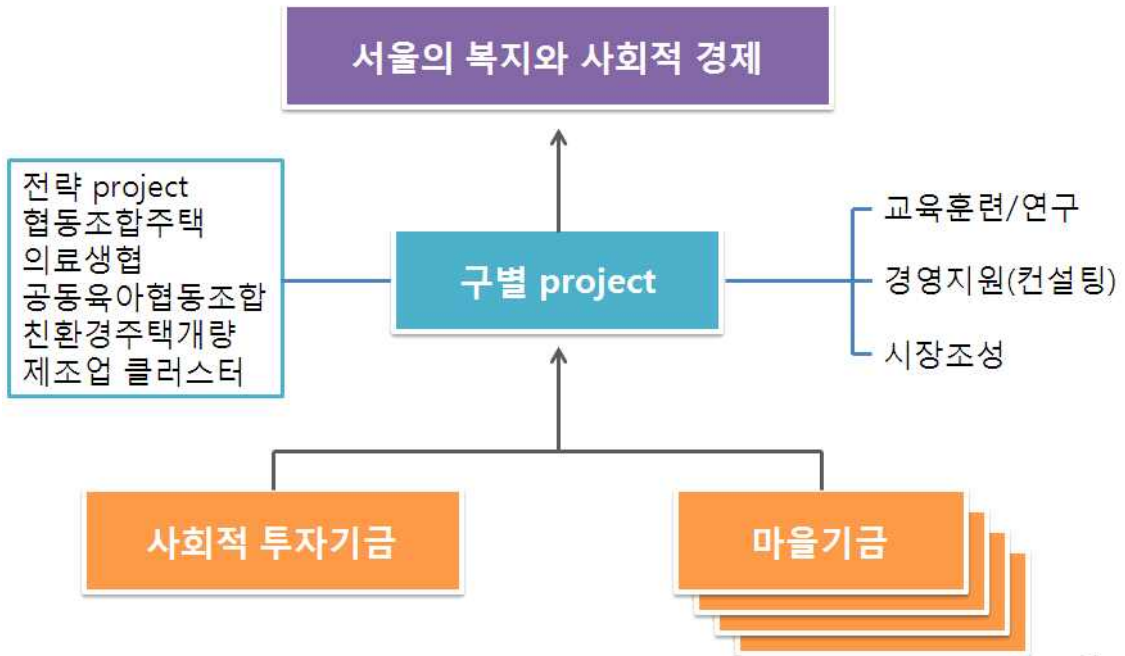 서울의 복지와 사회적 경제
전략 project
협동조합주택
의료생협
공동육아협동조합
친환경주택개량
제조업 클러스터
구별 project
교육훈련/연구
경영지원(컨설팅)
시장조성
사회적 투자기금
마을기금